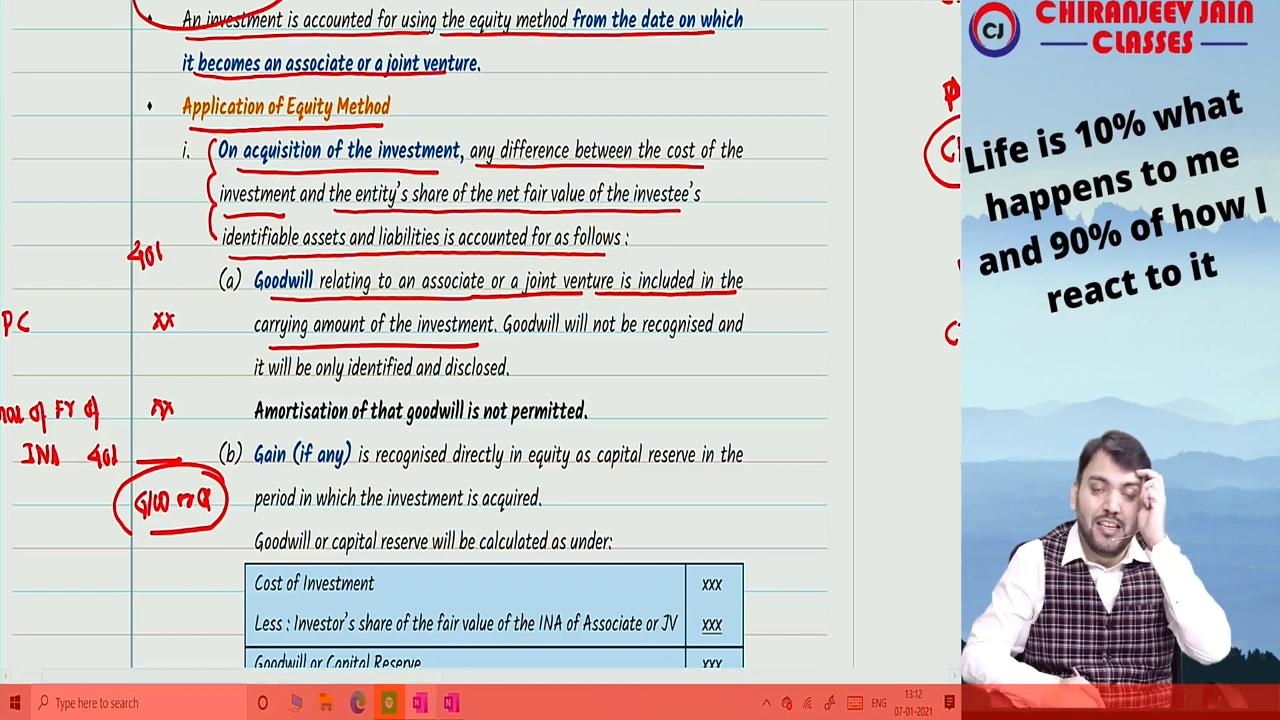 An investment is accounted for using the equity method from the date on which
it becomes an associate or a joint venture.
Application of Equity Method
i. On acquisition of the investment, any difference between the cost of the
investment and the entity's share of the net fair value of the investee's
identifiable assets and liabilities is accounted for as follows :
40%
(a) Goodwill relating to an associate or a joint venture is included in the
PC xx carrying amount of the investment. Goodwill will not be recognised and
it will be only identified and disclosed.
of FV of xx Amortisation of that goodwill is not permitted.
INA 40% (b) Gain (if any) is recognised directly in equity as capital reserve in the
G/W or period in which the investment is acquired.
Goodwill or capital reserve will be calculated as under:
Cost of Investment xxx
Less : Investor's share of the fair value of the INA of Associate or JV xxx
Goodwill or Capital Reserve xxx
CJ
CHIRANJEEV JAIN
CLASSES
Life is 10% what
happens to me
and 90% of how I
react to it
Type here to search
ENG
13:12
07-01-2021